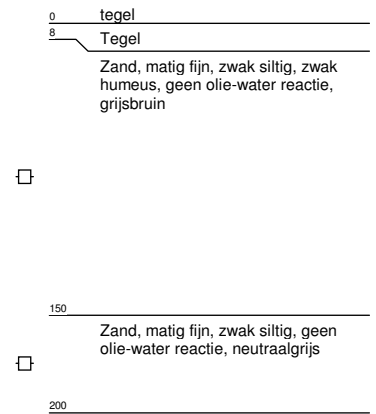 0 tegel
8 Tegel
Zand, matig fijn, zwak siltig, zwak
humeus, geen olie-water reactie,
grijsbruin
150
Zand, matig fijn, zwak siltig, geen
olie-water reactie, neutraalgrijs
200